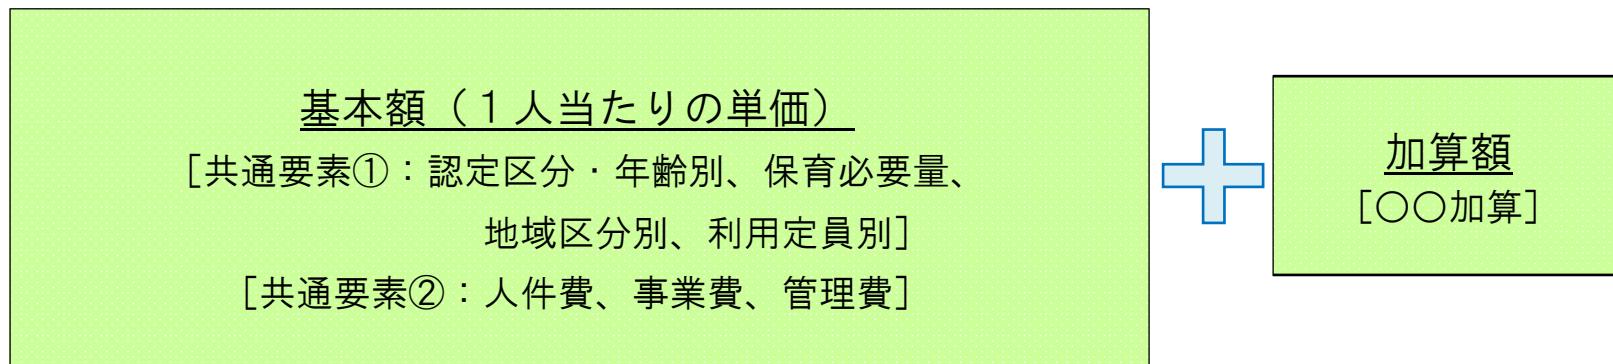 基本額（１人当たりの単価）
［共通要素①：認定区分・年齢別、保育必要量、
地域区分別、利用定員別］
［共通要素②：人件費、事業費、管理費］
加算額
［○○加算］